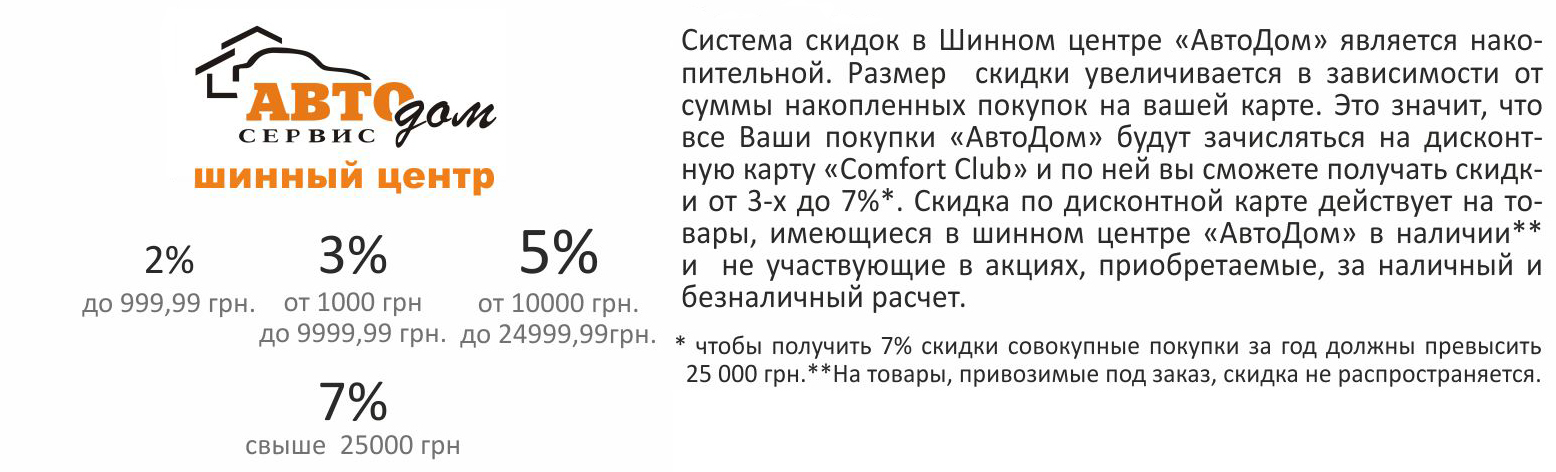 АВТОдом
СЕРВИС
шинный центр
2%
до 999,99 грн.
3%
от 1000 грн
до 9999,99 грн.
5%
от 10000 грн.
до 24999,99грн.
7%
свыше 25000 грн
Система скидок в Шинном центре «АвтоДом» является нако-
пительной. Размер скидки увеличивается в зависимости от
суммы накопленных покупок на вашей карте. Это значит, что
все Ваши покупки «АвтоДом» будут зачисляться на дисконт-
ную карту «Comfort Club» и по ней вы сможете получать скидк-
и от 3-х до 7%*. Скидка по дисконтной карте действует на то-
вары, имеющиеся в шинном центре «АвтоДом» в наличии**
и не участвующие в акциях, приобретаемые, за наличный и
безналичный расчет.
* чтобы получить 7% скидки совокупные покупки за год должны превысить
25 000 грн.**На товары, привозимые под заказ, скидка не распространяется.